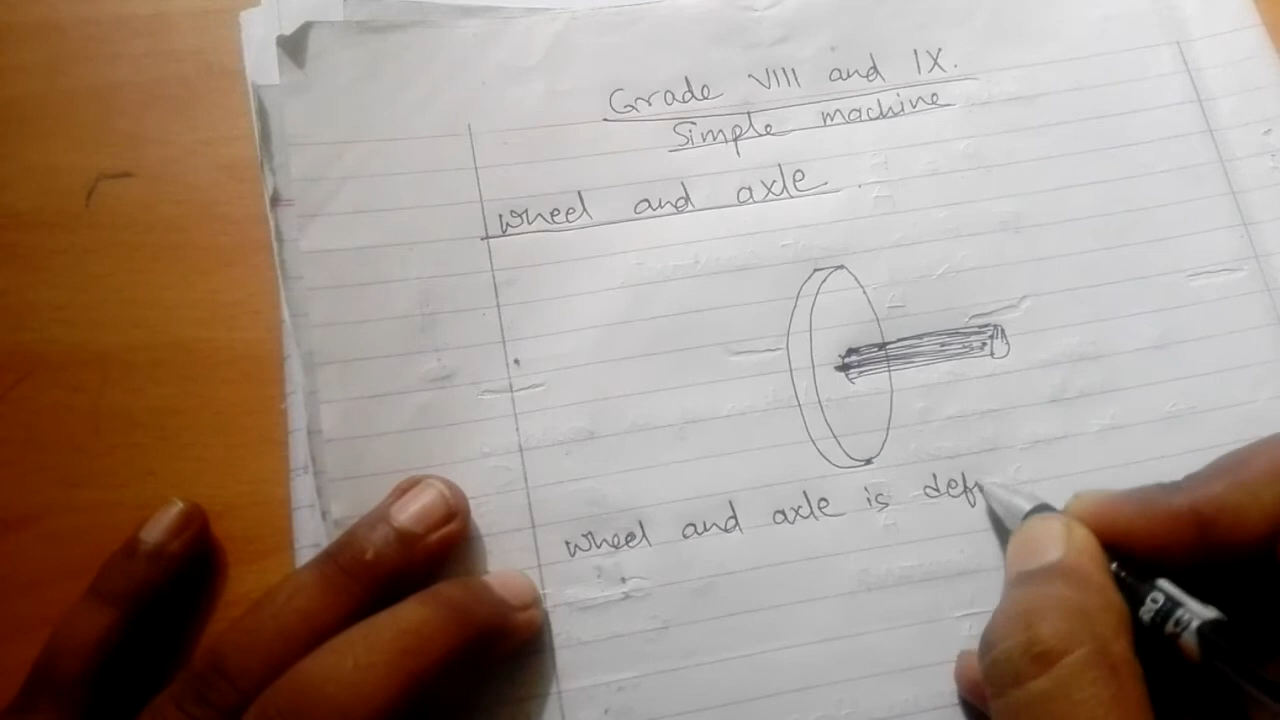 Grade VIII and IX.
Simple machine
wheel and axle
wheel and axle is def